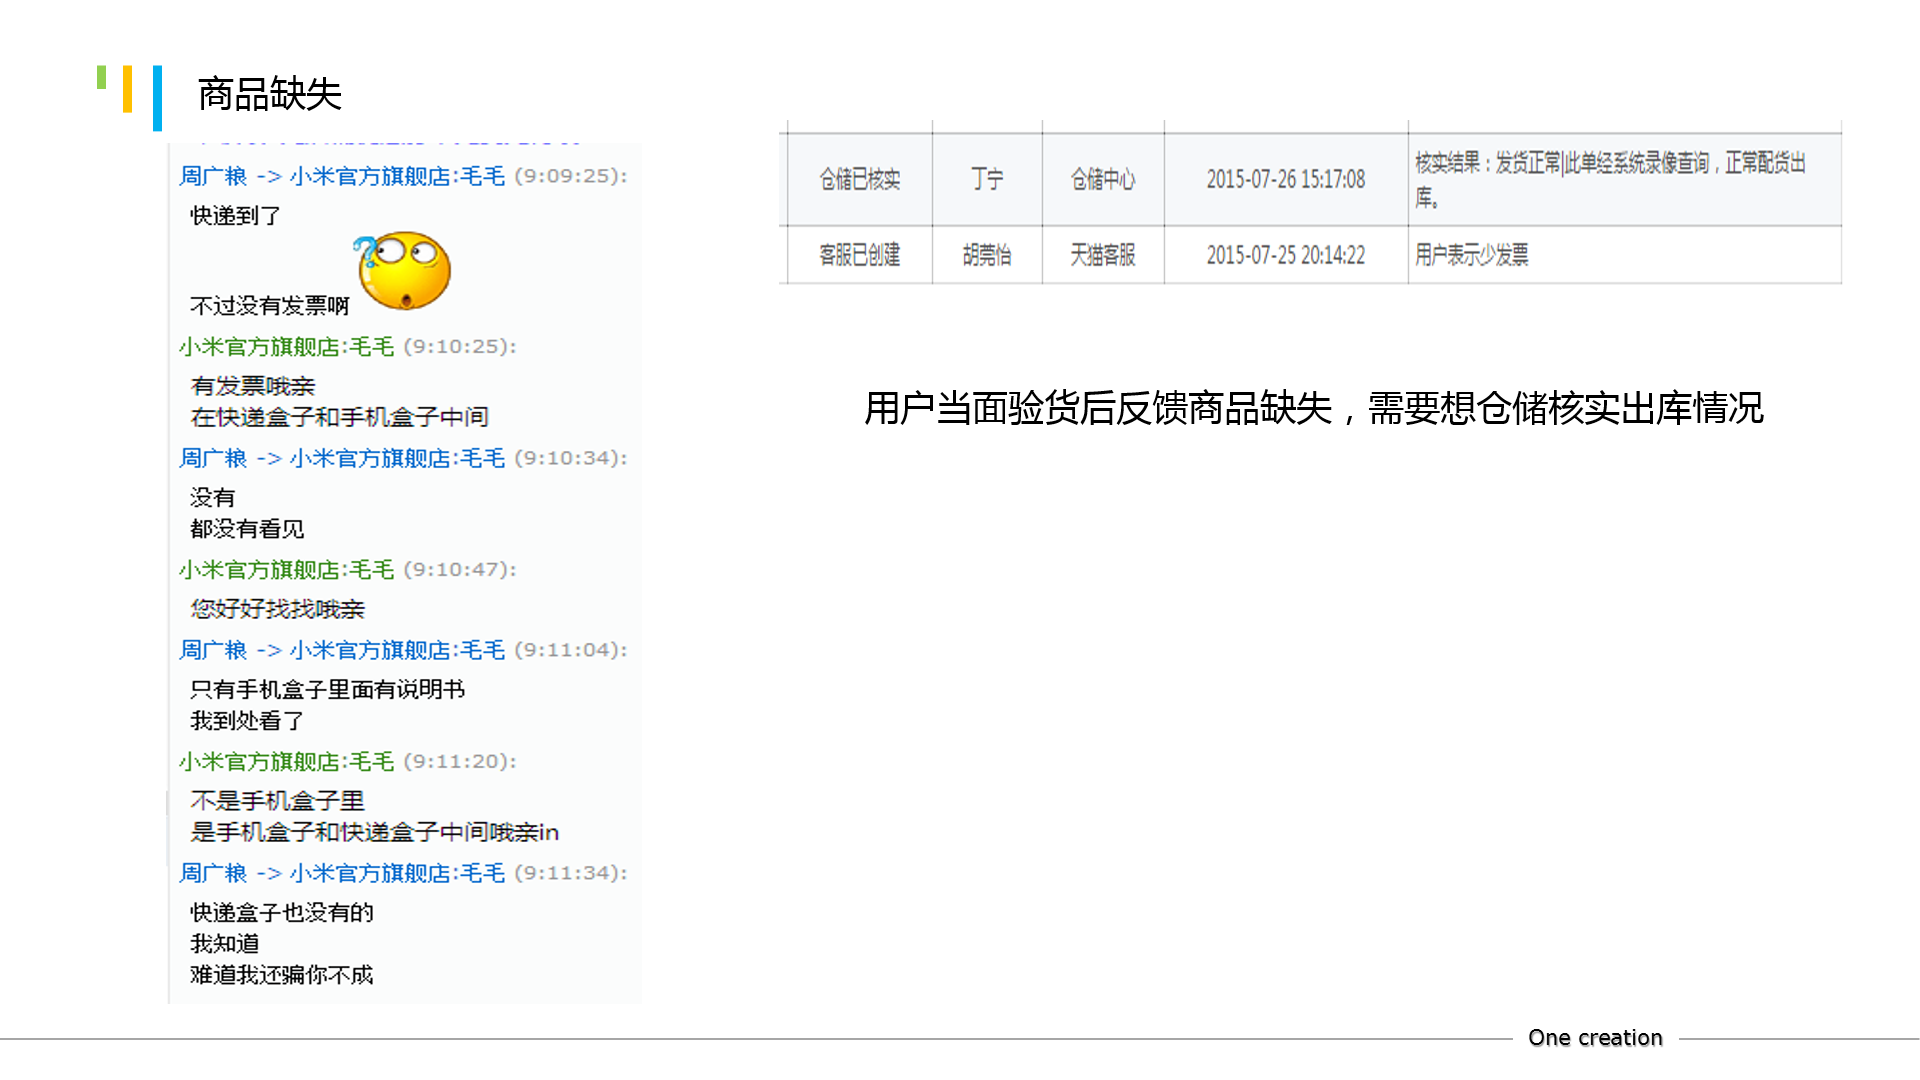 商品缺失
周广粮 -> 小米官方旗舰店:毛毛 (9:09:25):
快递到了
不过没有发票啊
小米官方旗舰店:毛毛 (9:10:25):
有发票哦亲
在快递盒子和手机盒子中间
周广粮 -> 小米官方旗舰店:毛毛 (9:10:34):
没有
都没有看见
小米官方旗舰店:毛毛 (9:10:47):
您好好找找哦亲
周广粮 -> 小米官方旗舰店:毛毛 (9:11:04):
只有手机盒子里面有说明书
我到处看了
小米官方旗舰店:毛毛 (9:11:20):
不是手机盒子里
是手机盒子和快递盒子中间哦亲in
周广粮 -> 小米官方旗舰店:毛毛 (9:11:34):
快递盒子也没有的
我知道
难道我还骗你不成
仓储已核实 丁宁 仓储中心 2015-07-26 15:17:08 核实结果：发货正常|此单经系统录像查询，正常配货出
库。
客服已创建 胡莞怡 天猫客服 2015-07-25 20:14:22 用户表示少发票
用户当面验货后反馈商品缺失，需要想仓储核实出库情况
One creation